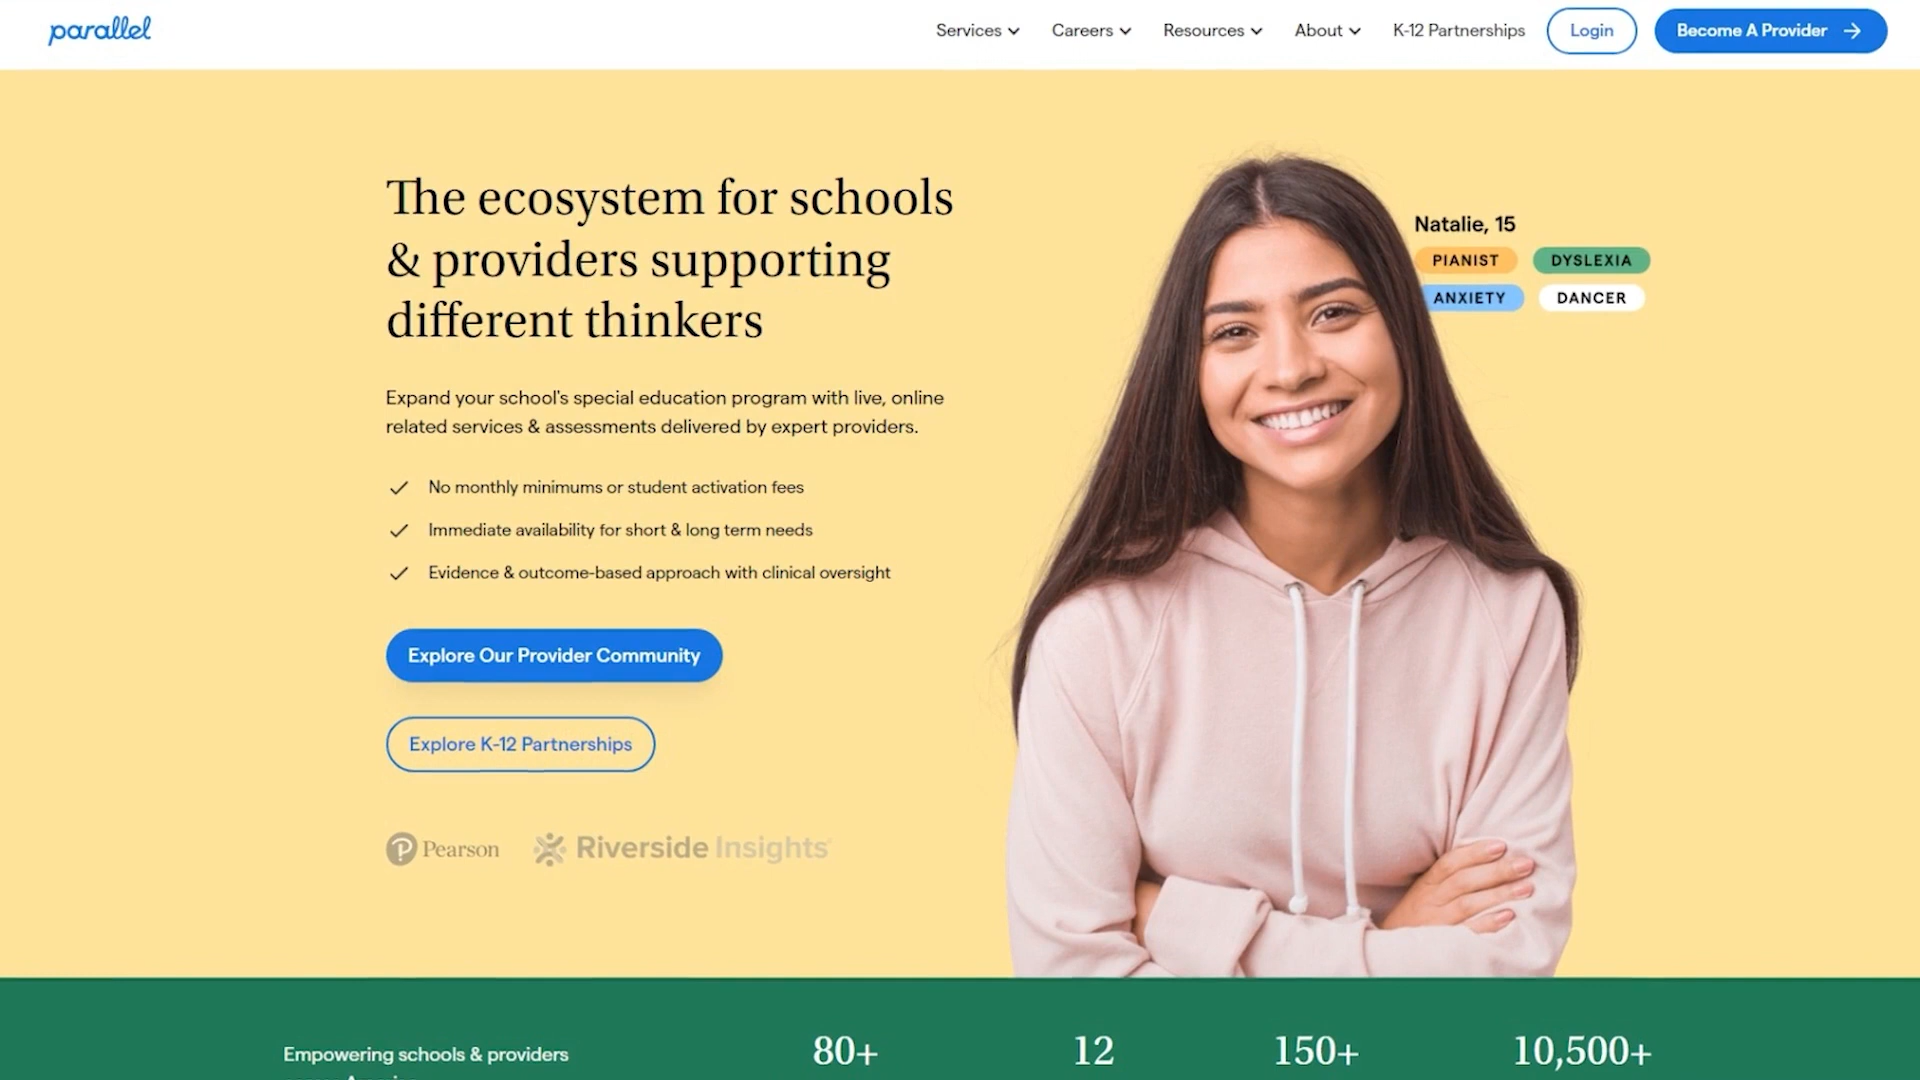 parallel
Services
Careers
Resources
About
K-12 Partnerships
Login
Become A Provider
The ecosystem for schools
& providers supporting
different thinkers
Natalie, 15
PIANIST DYSLEXIA
ANXIETY DANCER
Expand your school's special education program with live, online
related services & assessments delivered by expert providers.
No monthly minimums or student activation fees
Immediate availability for short & long term needs
Evidence & outcome-based approach with clinical oversight
Explore Our Provider Community
Explore K-12 Partnerships
Pearson
Riverside Insights
Empowering schools & providers
80+
12
150+
10,500+